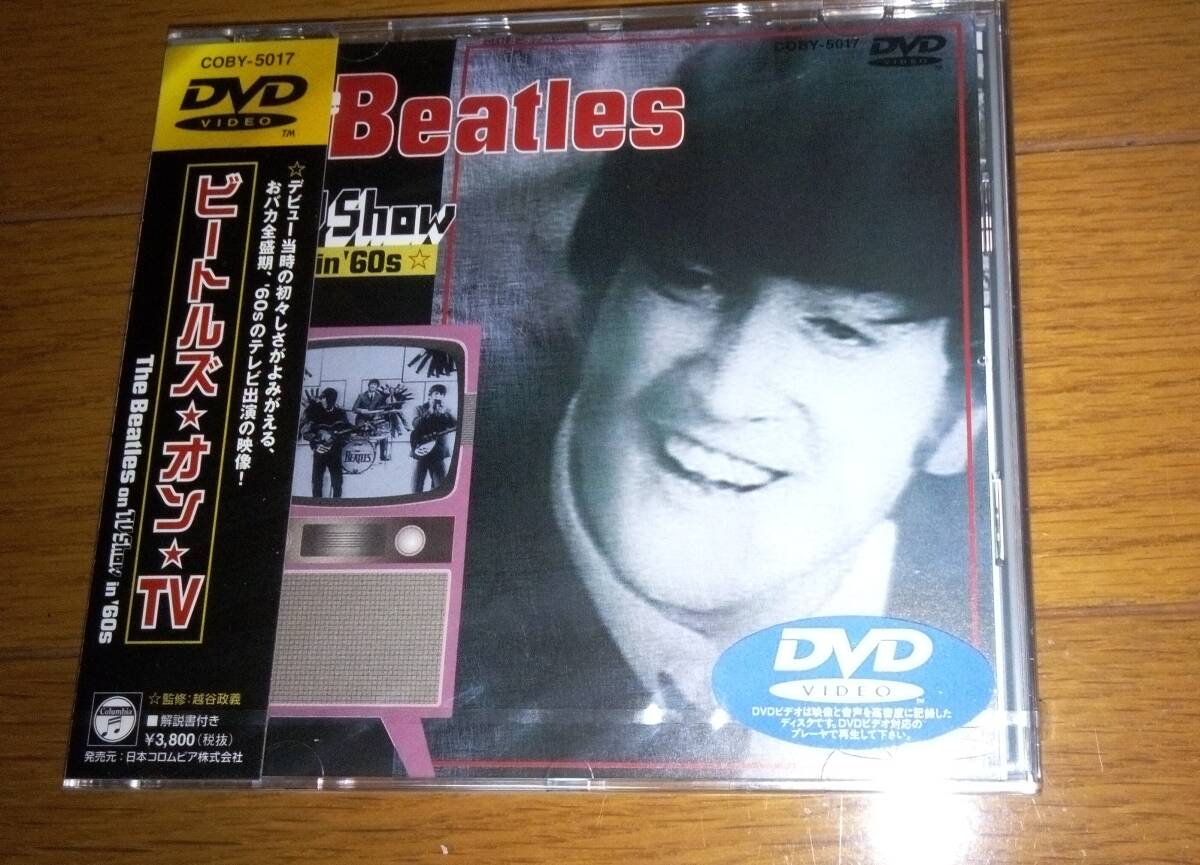 COBY-5017
DVD
VIDEO
TM
☆デビュー当時の初々しさがよみがえる、
おバカ全盛期、'60sのテレビ出演の映像!
ビートルズ★オン★TV
The Beatles on TV Show in '60s
☆監修:越谷政義
Columbia
■解説書付き
¥3,800(税抜)
発売元:日本コロムビア株式会社
Beatles
Show
in '60s ☆
BEATLES
COBY-5017
DVD
VIDEO
DVD
VIDEO
DVDビデオは映像と音声を高密度に記録した
ディスクです。DVDビデオ対応の
プレーヤで再生して下さい。